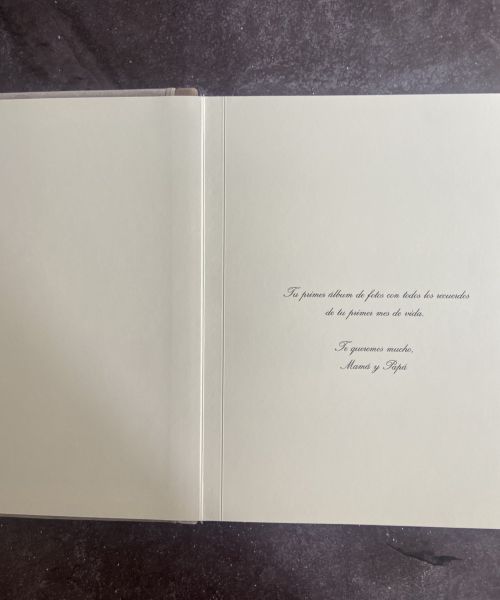 Tu primer álbum de fotos con todos los recuerdos
de tu primer mes de vida.
Te queremos mucho,
Mamá y Papá